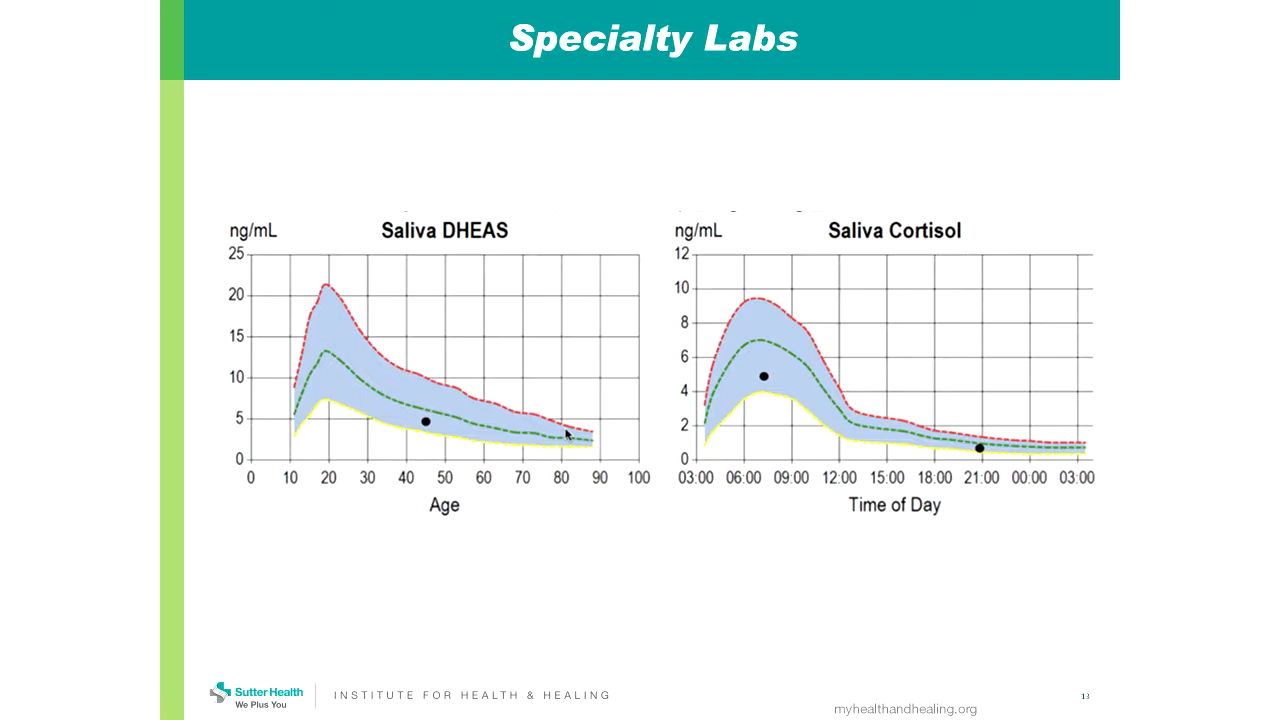 Specialty Labs
ng/mL
Saliva DHEAS
25
20
15
10
5
0
0 10 20 30 40 50 60 70 80 90 100
Age
ng/mL
Saliva Cortisol
12
10
8
6
4
2
0
03:00 06:00 09:00 12:00 15:00 18:00 21:00 00:00 03:00
Time of Day
Sutter Health
We Plus You
INSTITUTE FOR HEALTH & HEALING
13
myhealthandhealing.org